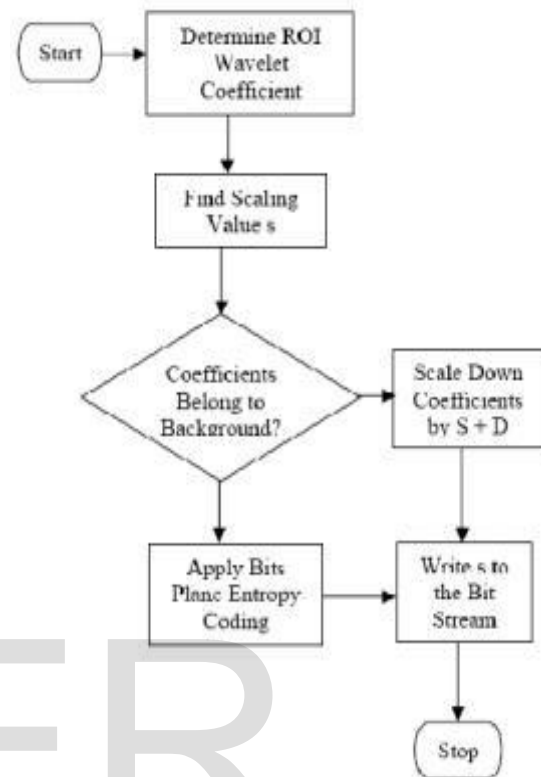 Start
Determine ROI
Wavelet
Coefficient
Find Scaling
Value s
Coefficients
Belong to
Background?
Scale Down
Coefficients
by S + D
Apply Bits
Plane Entropy
Coding
Write s to
the Bit
Stream
Stop
ER